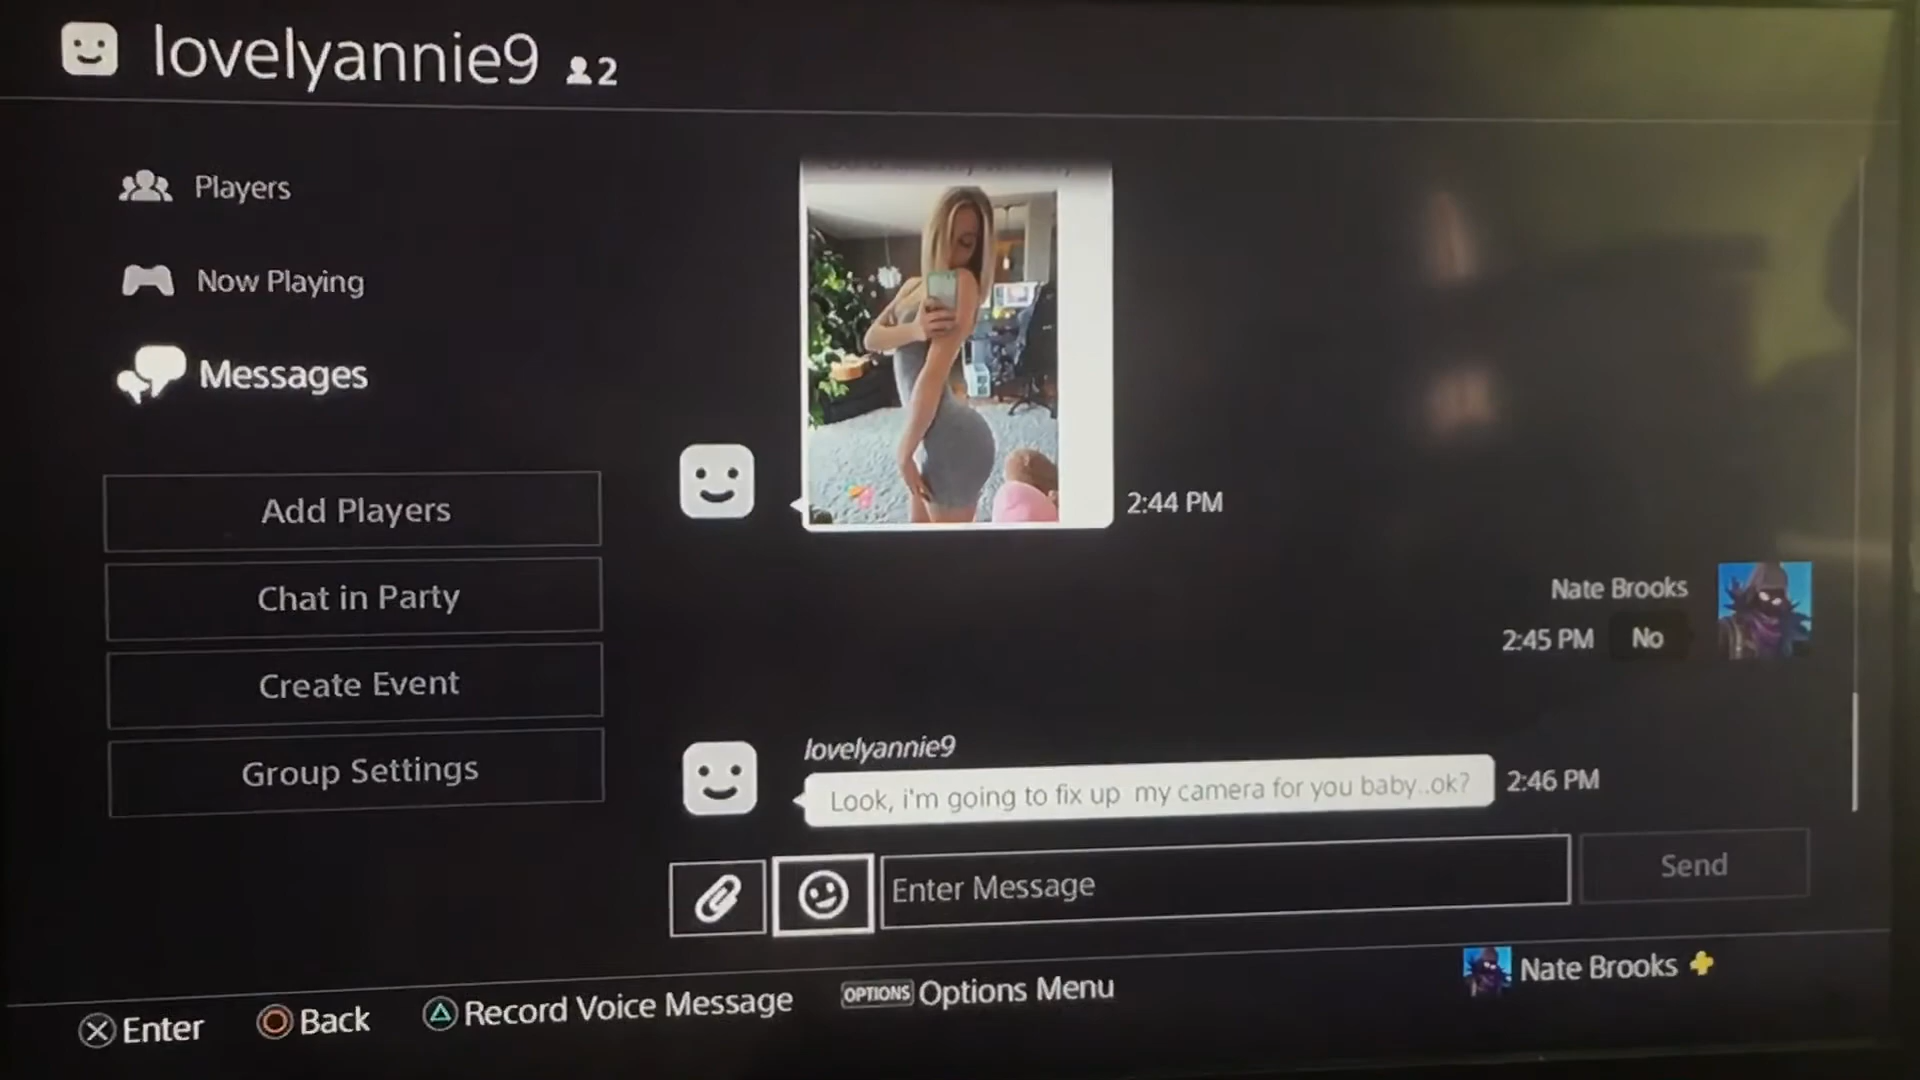 lovelyannie9 2
Players
Now Playing
Messages
Add Players
Chat in Party
Create Event
Group Settings
2:44 PM
Nate Brooks
2:45 PM No
lovelyannie9
Look, i'm going to fix up my camera for you baby..ok? 2:46 PM
Enter Message
Send
Nate Brooks
Enter
Back
Record Voice Message
OPTIONS Options Menu